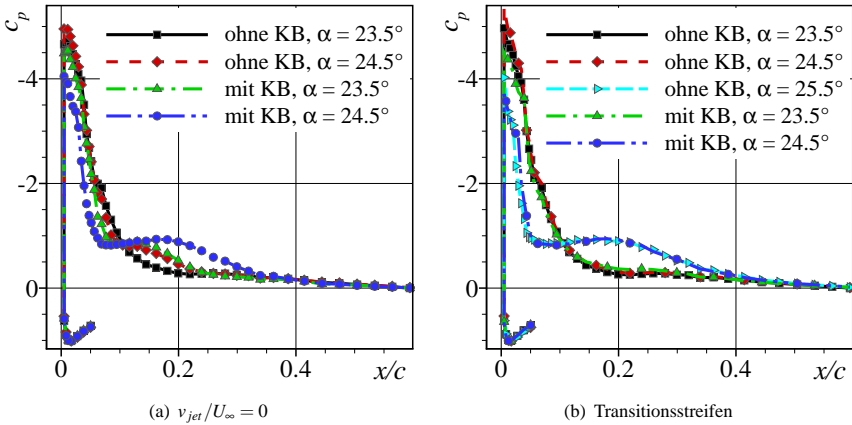 c_p
-4
-2
0
0
0.2
0.4
x/c
ohne KB, α = 23.5°
ohne KB, α = 24.5°
mit KB, α = 23.5°
mit KB, α = 24.5°
(a) v_jet/U_∞ = 0
c_p
-4
-2
0
0
0.2
0.4
x/c
ohne KB, α = 23.5°
ohne KB, α = 24.5°
ohne KB, α = 25.5°
mit KB, α = 23.5°
mit KB, α = 24.5°
(b) Transitionsstreifen